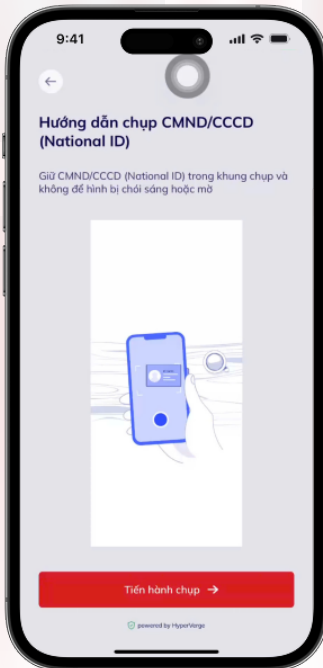 9:41
Hướng dẫn chụp CMND/CCCD
(National ID)
Giữ CMND/CCCD (National ID) trong khung chụp và
không để hình bị chói sáng hoặc mờ
Tiến hành chụp →
powered by HyperVerge